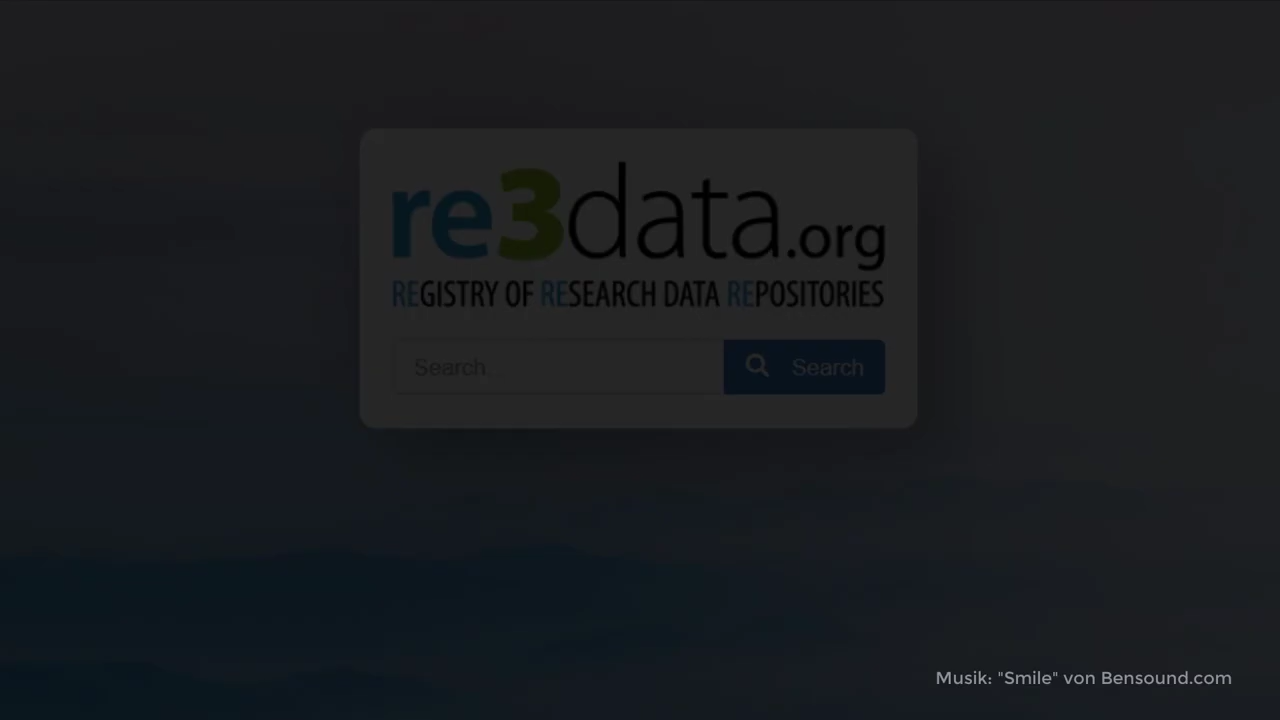 re3data.org
REGISTRY OF RESEARCH DATA REPOSITORIES
Search...
Search
Musik: "Smile" von Bensound.com